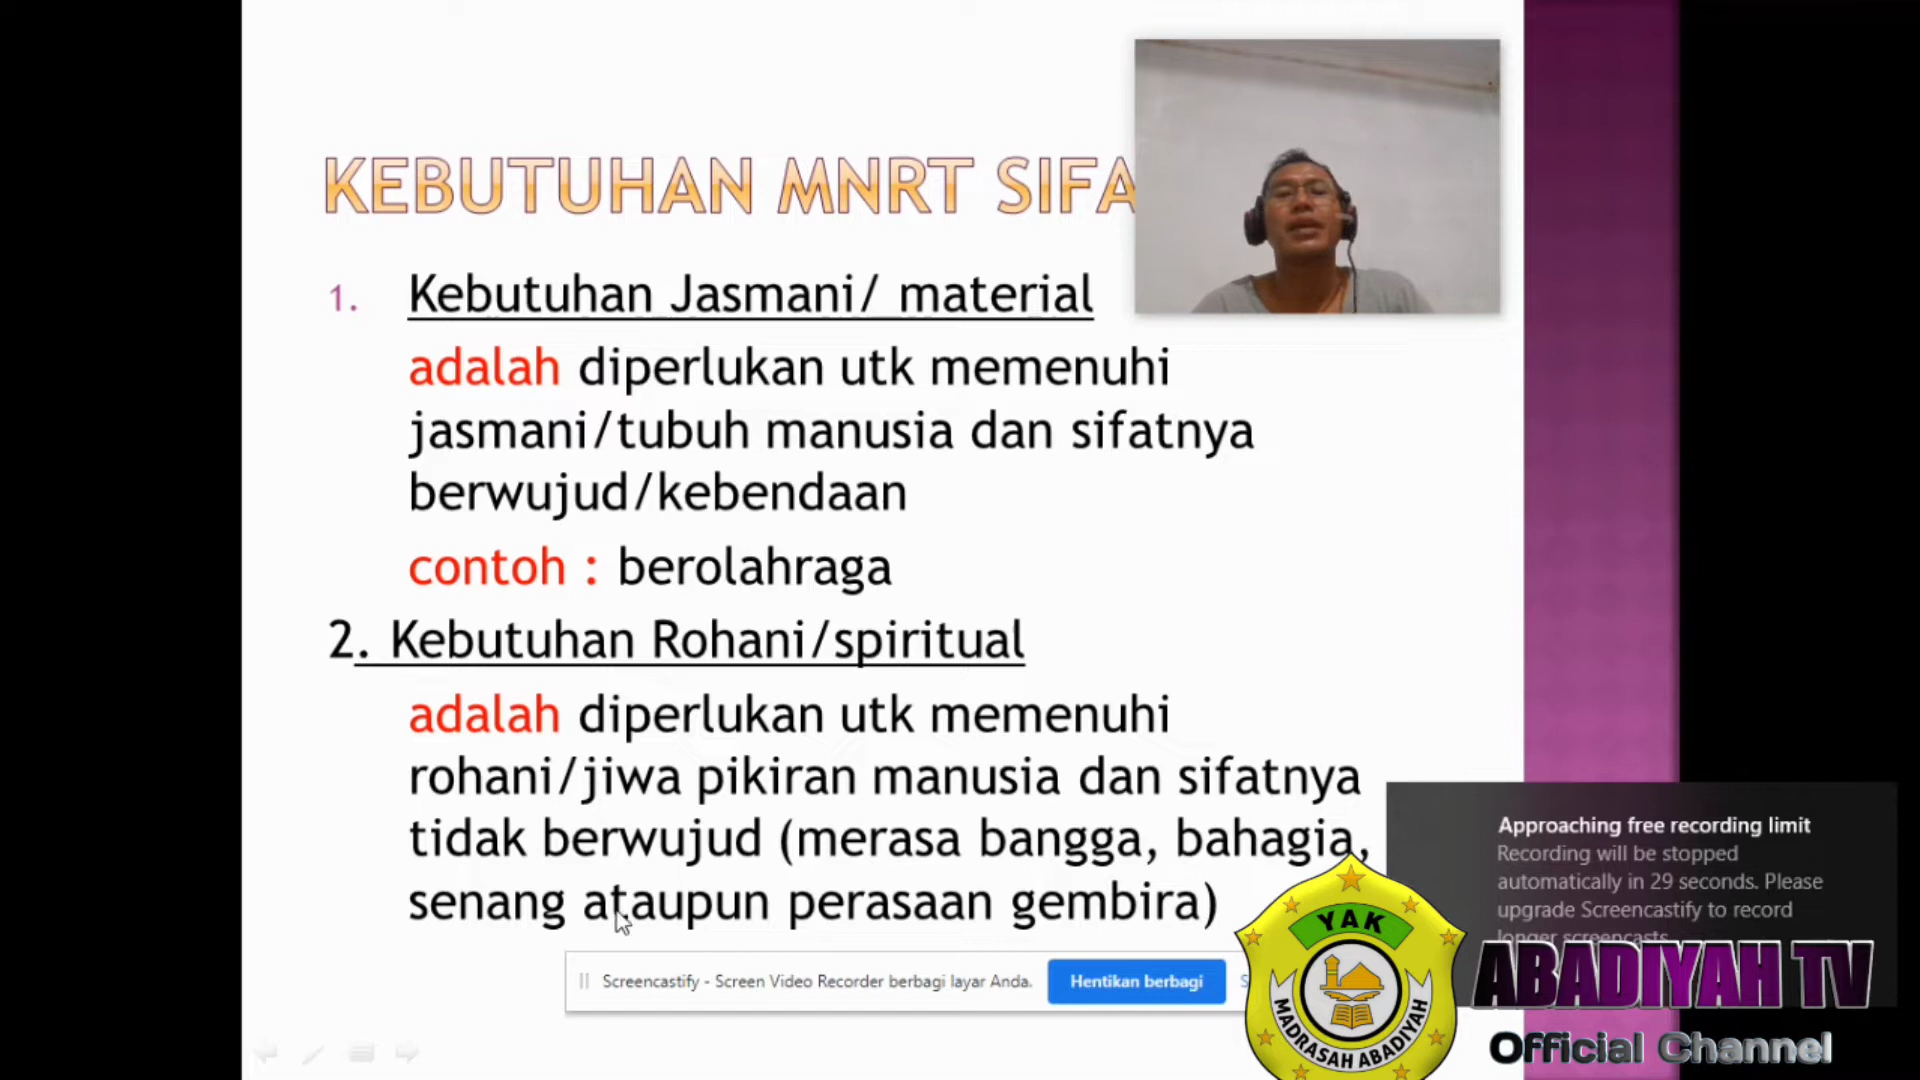 KEBUTUHAN MNRT SIFA
1. Kebutuhan Jasmani/ material
adalah diperlukan utk memenuhi
jasmani/tubuh manusia dan sifatnya
berwujud/kebendaan
contoh : berolahraga
2. Kebutuhan Rohani/spiritual
adalah diperlukan utk memenuhi
rohani/jiwa pikiran manusia dan sifatnya
tidak berwujud (merasa bangga, bahagia,
senang ataupun perasaan gembira)
Approaching free recording limit
Recording will be stopped
automatically in 29 seconds. Please
upgrade Screencastify to record
longer screencasts.
Screencastify - Screen Video Recorder berbagi layar Anda.
Hentikan berbagi
YAK
MADRASAH ABADIYAH
ABADIYAH TV
Official Channel